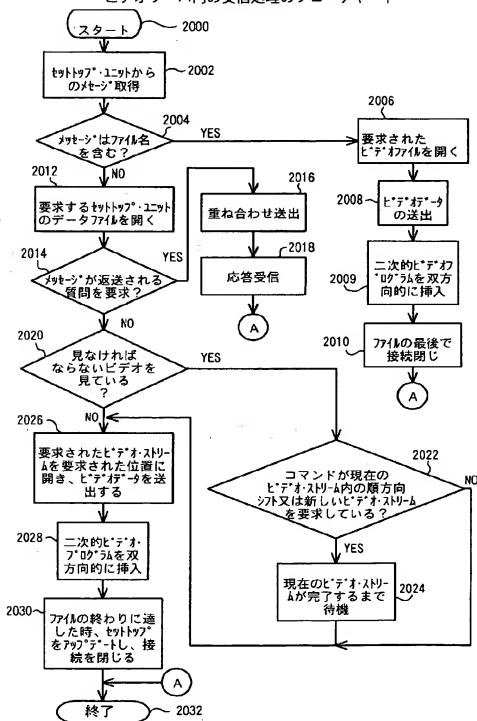 スタート
2000
セットトップ・ユニットから
のメセージ取得
2002
メッセージはファイル名
を含む?
2004
YES
NO
2006
要求された
ビデオファイルを開く
2008
ビデオデータ
の送出
2009
二次的ビデオプ
ログラムを双方
向的に挿入
2010
ファイルの最後で
接続閉じ
A
2012
要求するセットトップ・ユニット
のデータファイルを開く
2014
メッセージが返送される
質問を要求?
YES
NO
2016
重ね合わせ送出
2018
応答受信
A
2020
見なければ
ならないビデオを
見ている
?
YES
NO
2022
コマンドが現在の
ビデオ・ストリーム内の順方向
シフト又は新しいビデオ・ストリーム
を要求している?
NO
YES
2024
現在のビデオ・ストリー
ムが完了するまで
待機
2026
要求されたビデオ・ストリー
ムを要求された位置に
開き、ビデオデータを送
出する
2028
二次的ビデオ・
プログラムを双
方向的に挿入
2030
ファイルの終わりに達
した時、セットトップ
をアップデートし、接
続を閉じる
A
終了
2032